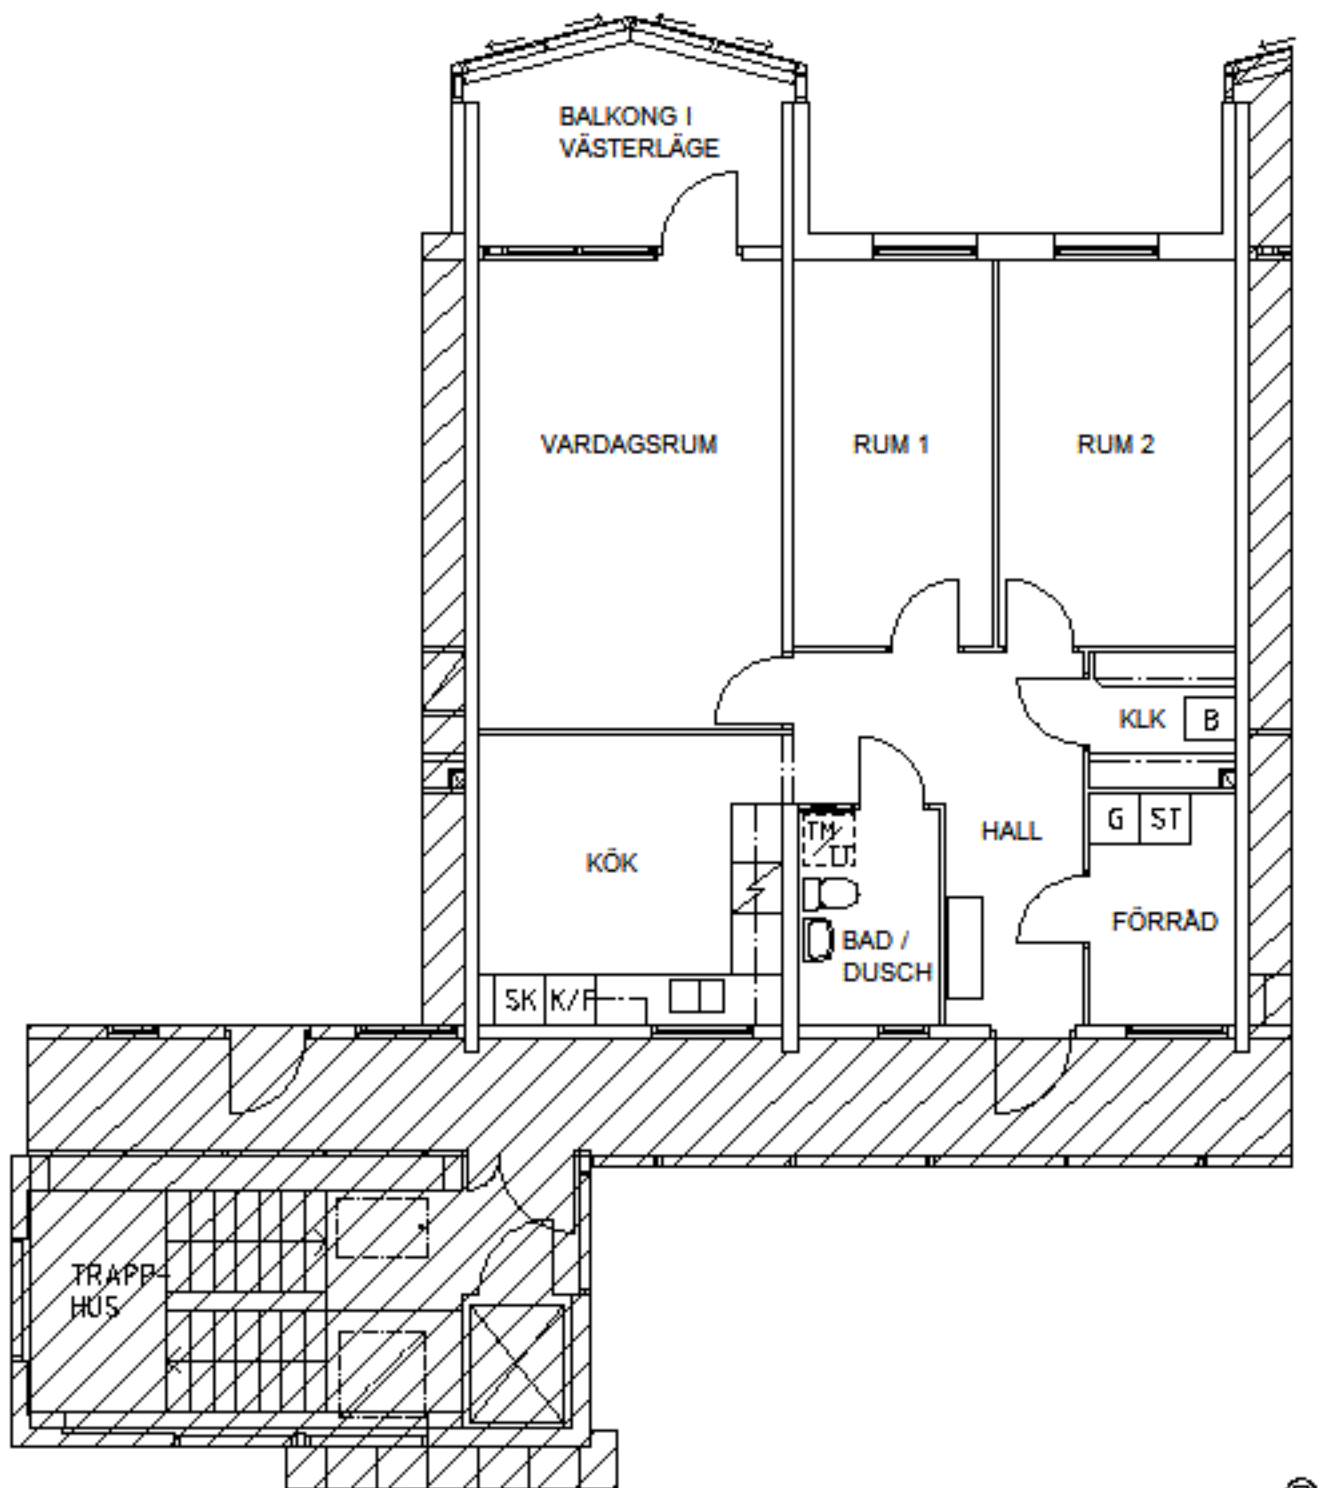 BALKONG I
VÄSTERLÄGE
VARDAGSRUM
RUM 1
RUM 2
KLK
B
G
ST
TM
TT
HALL
KÖK
FÖRRÅD
BAD /
DUSCH
SK
K/F
TRAPP-
HUS